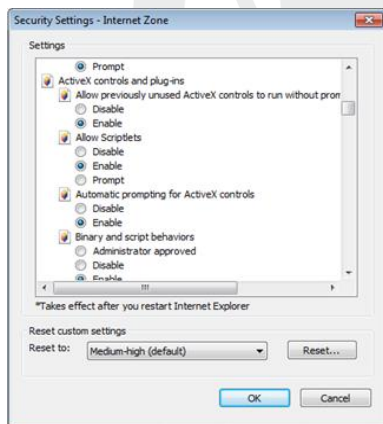 Security Settings - Internet Zone
Settings
Prompt
ActiveX controls and plug-ins
Allow previously unused ActiveX controls to run without pron
Disable
Enable
Allow Scriptlets
Disable
Enable
Prompt
Automatic prompting for ActiveX controls
Disable
Enable
Binary and script behaviors
Administrator approved
Disable
Enable
*Takes effect after you restart Internet Explorer
Reset custom settings
Reset to: Medium-high (default) Reset...
OK Cancel